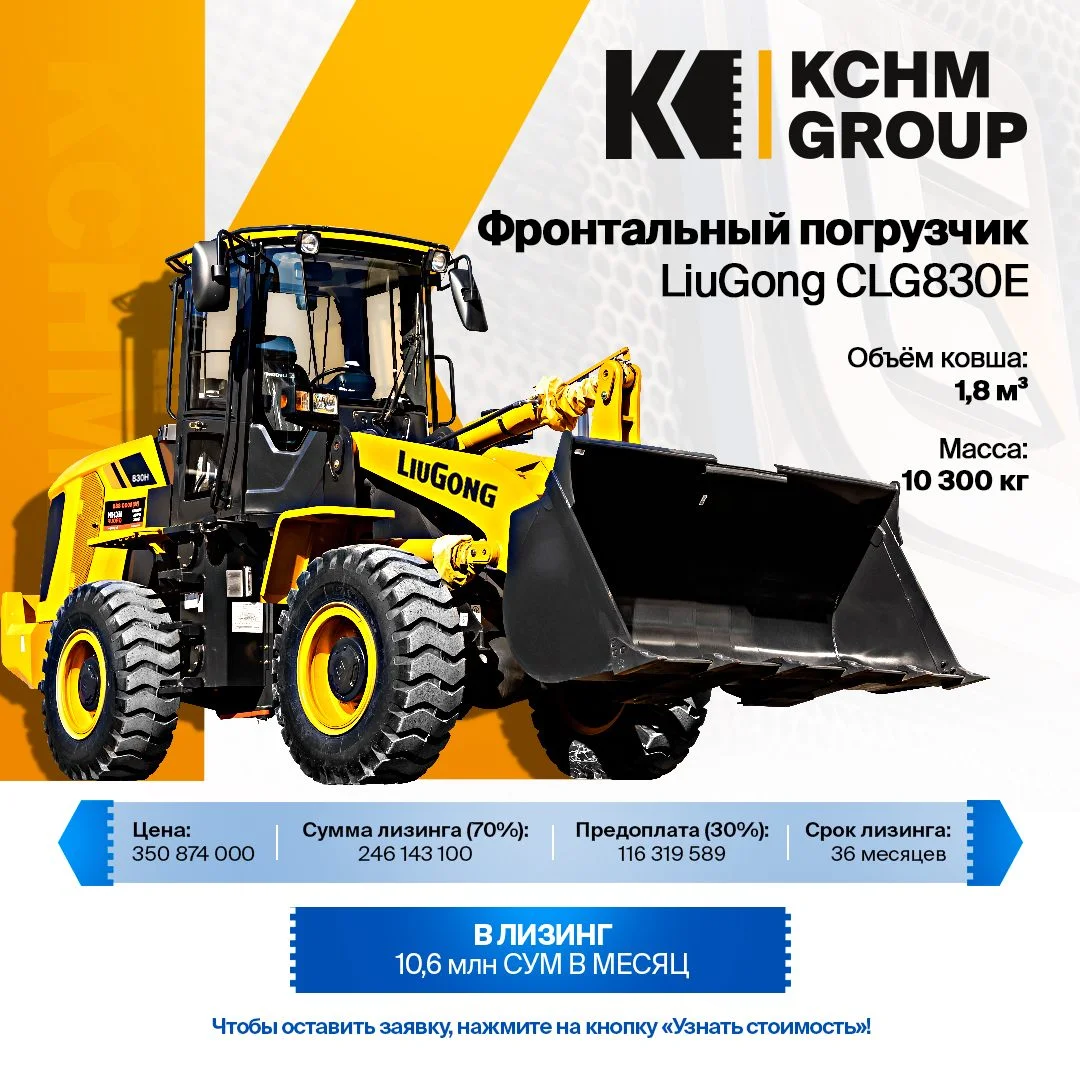 KCHM
KCHM
GROUP
Фронтальный погрузчик
LiuGong CLG830E
Объём ковша:
1,8 м³
Масса:
10 300 кг
830H
LIUGONG
Цена:
350 874 000
Сумма лизинга (70%):
246 143 100
Предоплата (30%):
116 319 589
Срок лизинга:
36 месяцев
В ЛИЗИНГ
10,6 млн СУМ В МЕСЯЦ
Чтобы оставить заявку, нажмите на кнопку «Узнать стоимость»!